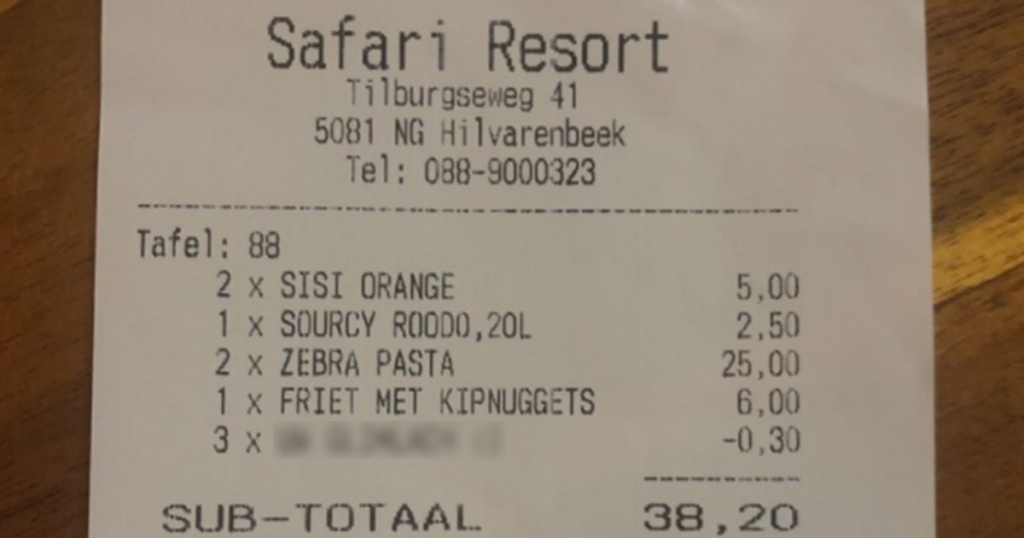 Safari Resort
Tilburgseweg 41
5081 NG Hilvarenbeek
Tel: 088-9000323
Tafel: 88
2 x SISI ORANGE 5,00
1 x SOURCY ROOD0,20L 2,50
2 x ZEBRA PASTA 25,00
1 x FRIET MET KIPNUGGETS 6,00
3 x -0,30
SUB-TOTAAL 38,20